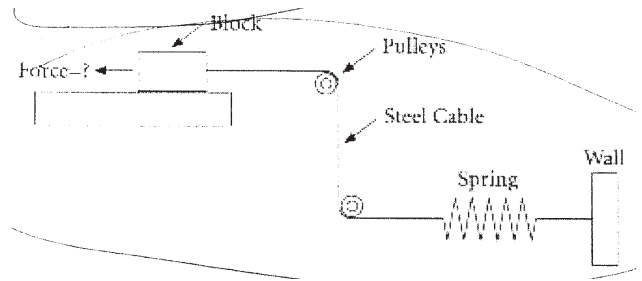 Block
Force=?
Pulleys
Steel Cable
Wall
Spring